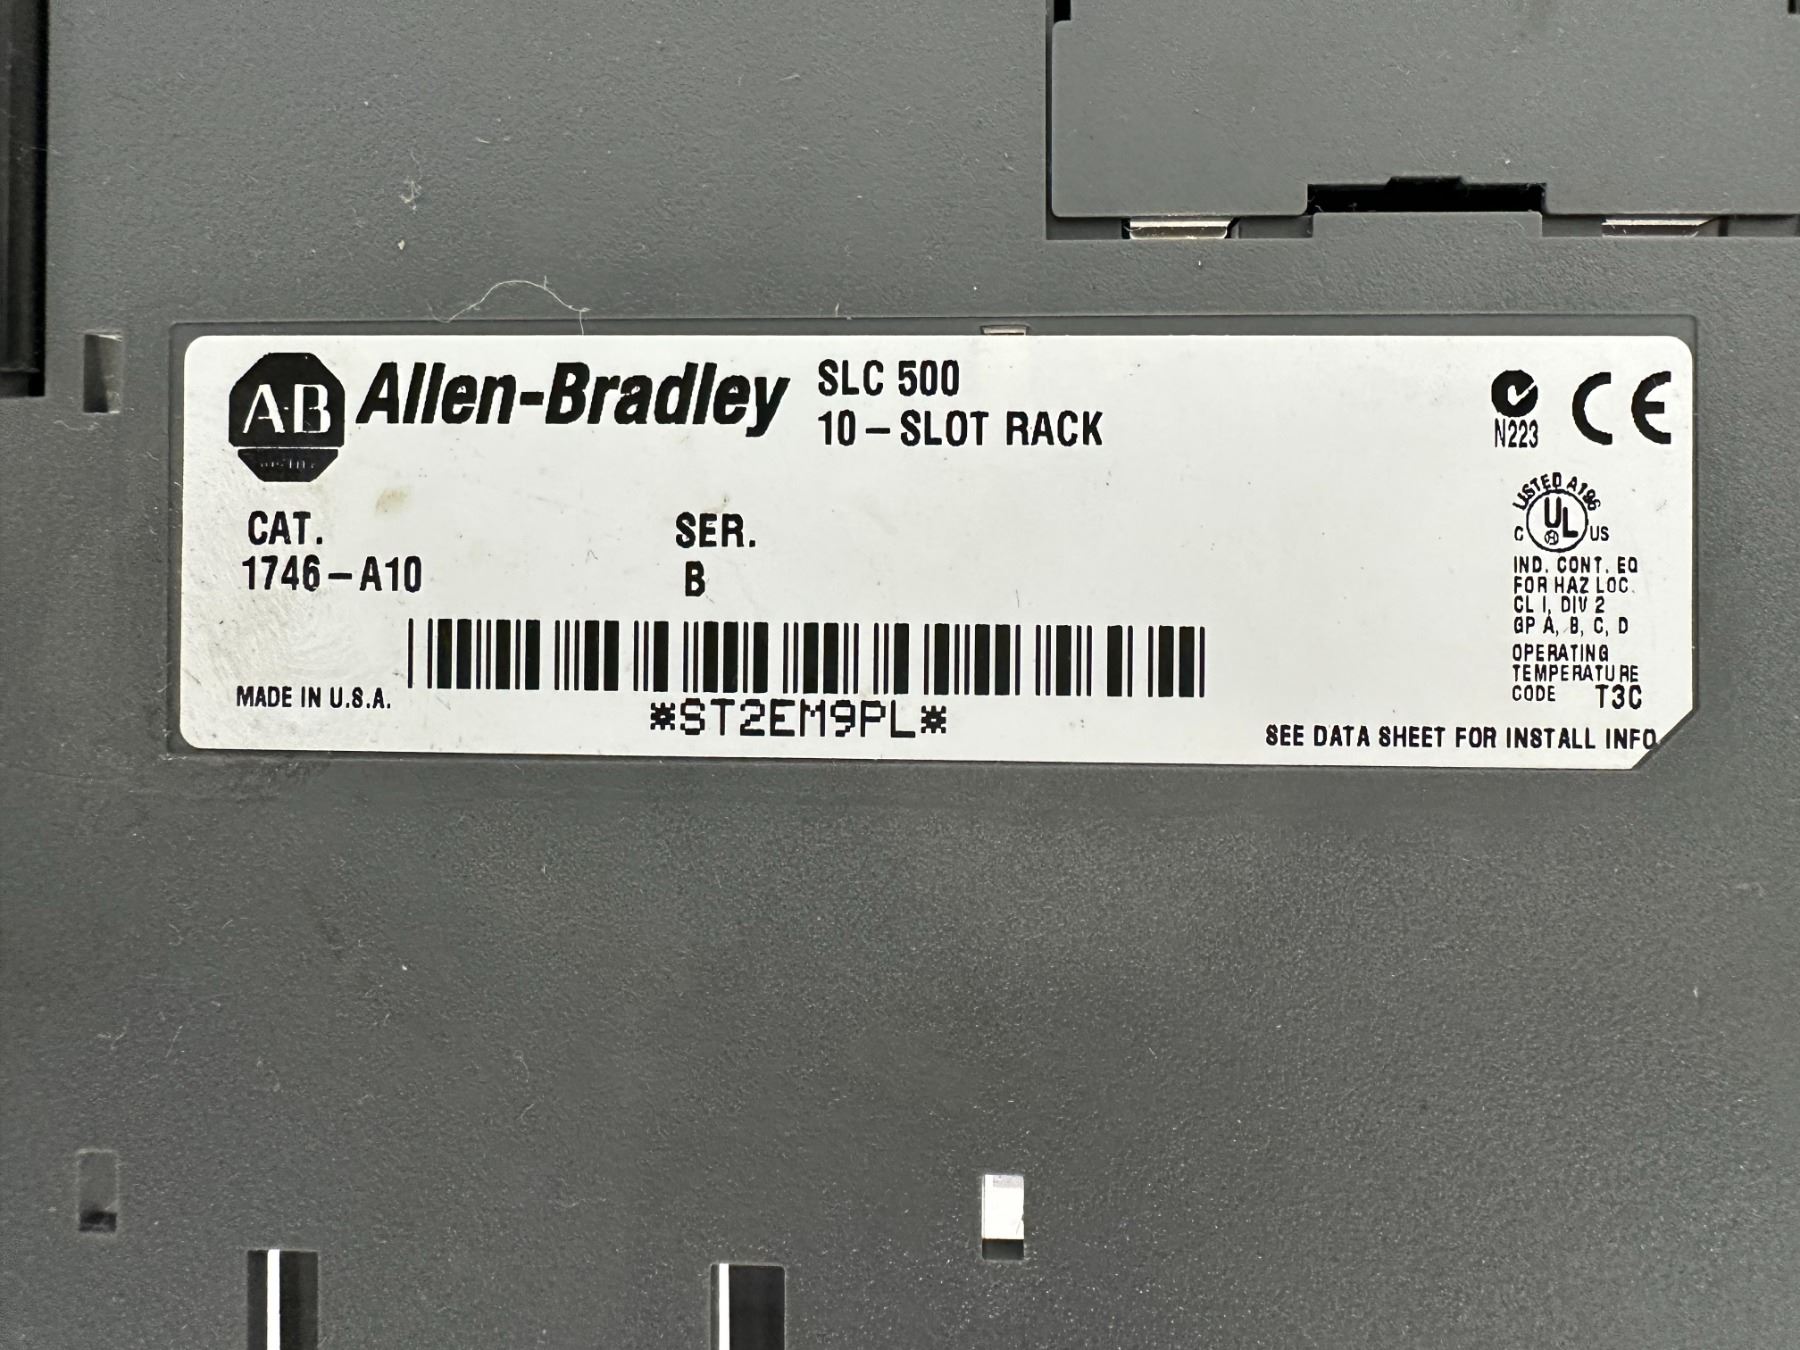 A-B
Allen-Bradley
SLC 500
10-SLOT RACK
N223
CE
CAT.
1746-A10
SER.
B
LISTED A196
C UL US
IND. CONT. EQ
FOR HAZ LOC.
CL I, DIV 2
GP A, B, C, D
OPERATING
TEMPERATURE
CODE T3C
MADE IN U.S.A.
*ST2EM9PL*
SEE DATA SHEET FOR INSTALL INFO.